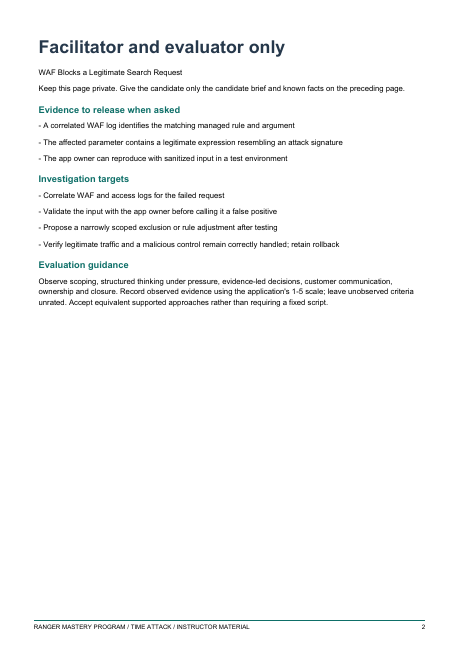 Facilitator and evaluator only
WAF Blocks a Legitimate Search Request
Keep this page private. Give the candidate only the candidate brief and known facts on the preceding page.
Evidence to release when asked
- A correlated WAF log identifies the matching managed rule and argument
- The affected parameter contains a legitimate expression resembling an attack signature
- The app owner can reproduce with sanitized input in a test environment
Investigation targets
- Correlate WAF and access logs for the failed request
- Validate the input with the app owner before calling it a false positive
- Propose a narrowly scoped exclusion or rule adjustment after testing
- Verify legitimate traffic and a malicious control remain correctly handled; retain rollback
Evaluation guidance
Observe scoping, structured thinking under pressure, evidence-led decisions, customer communication,
ownership and closure. Record observed evidence using the application's 1-5 scale; leave unobserved criteria
unrated. Accept equivalent supported approaches rather than requiring a fixed script.
RANGER MASTERY PROGRAM / TIME ATTACK / INSTRUCTOR MATERIAL 2